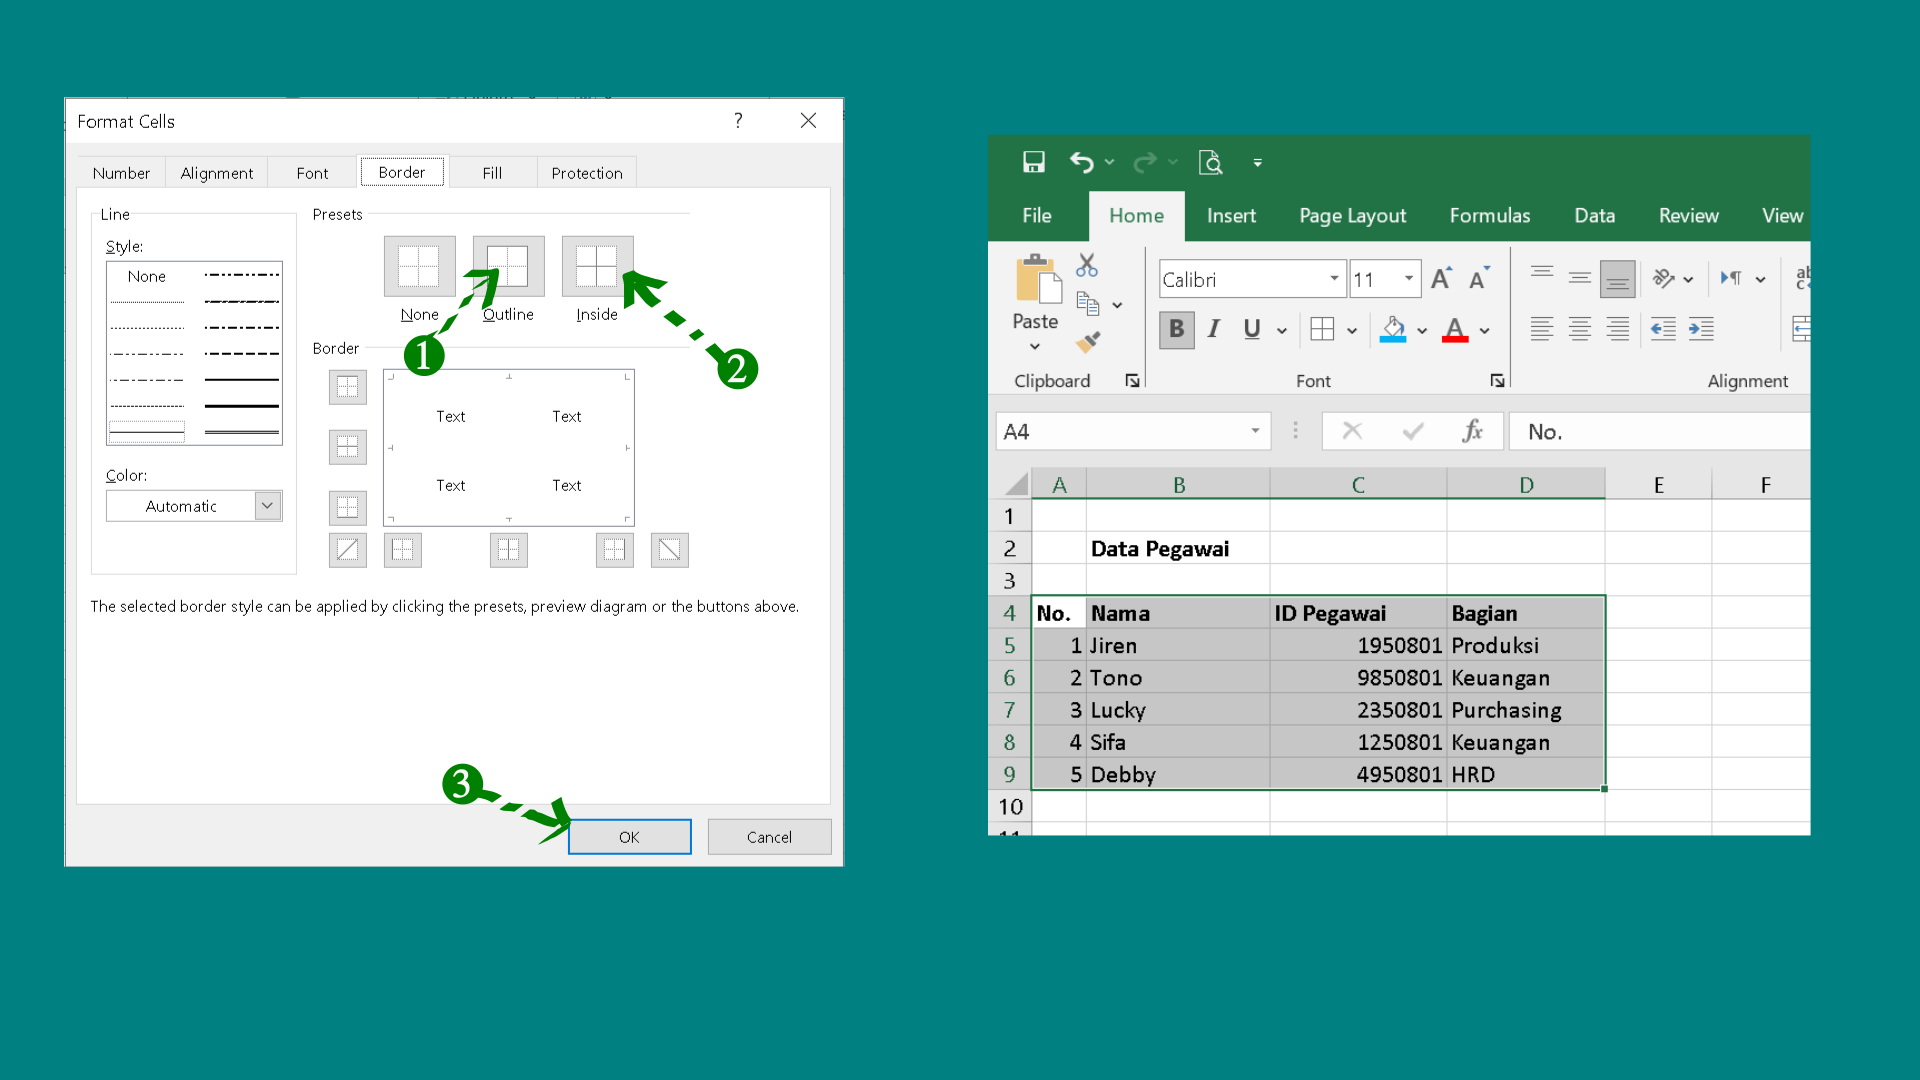 Format Cells ?
Number Alignment Font Border Fill Protection
Line
Style:
None
Color:
Automatic
Presets
None Outline Inside
1
2
Border
Text Text
Text Text
The selected border style can be applied by clicking the presets, preview diagram or the buttons above.
3
OK Cancel
File Home Insert Page Layout Formulas Data Review View
Paste
Calibri 11 A A
B I U A
ab
c
Clipboard Font Alignment
A4 fx No.
A B C D E F
1
2 Data Pegawai
3
4 No. Nama ID Pegawai Bagian
5 1 Jiren 1950801 Produksi
6 2 Tono 9850801 Keuangan
7 3 Lucky 2350801 Purchasing
8 4 Sifa 1250801 Keuangan
9 5 Debby 4950801 HRD
10